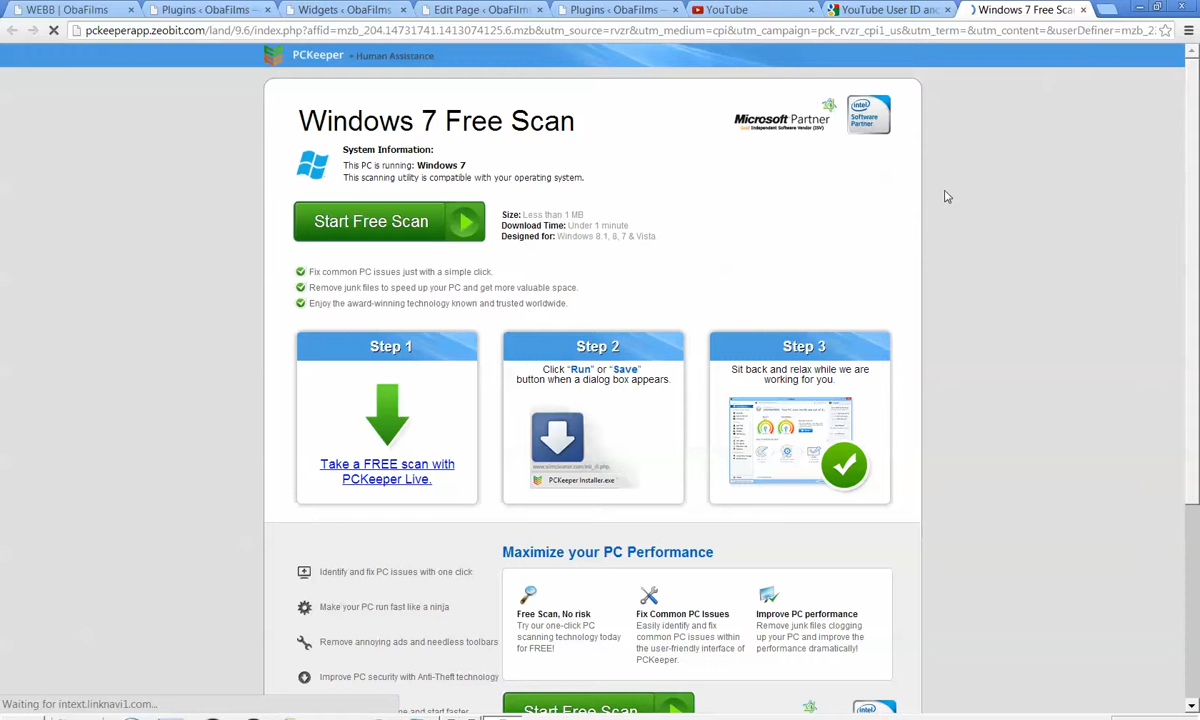 WEBB | ObaFilms
Plugins ‹ ObaFilms —
Widgets ‹ ObaFilms
Edit Page ‹ ObaFilms
Plugins ‹ ObaFilms —
YouTube
YouTube User ID and
Windows 7 Free Scan
pckeeperapp.zeobit.com/land/9.6/index.php?affid=mzb_204.14731741.1413074125.6.mzb&utm_source=rvzr&utm_medium=cpi&utm_campaign=pck_rvzr_cpi1_us&utm_term=&utm_content=&userDefiner=mzb_2
PCKeeper • Human Assistance
Windows 7 Free Scan
Microsoft Partner
Gold Independent Software Vendor (ISV)
intel
Software
Partner
System Information:
This PC is running: Windows 7
This scanning utility is compatible with your operating system.
Start Free Scan
Size: Less than 1 MB
Download Time: Under 1 minute
Designed for: Windows 8.1, 8, 7 & Vista
Fix common PC issues just with a simple click.
Remove junk files to speed up your PC and get more valuable space.
Enjoy the award-winning technology known and trusted worldwide.
Step 1
Take a FREE scan with
PCKeeper Live.
Step 2
Click “Run” or “Save”
button when a dialog box appears.
PCKeeper Installer.exe
Step 3
Sit back and relax while we are
working for you.
Maximize your PC Performance
Identify and fix PC issues with one click
Make your PC run fast like a ninja
Remove annoying ads and needless toolbars
Improve PC security with Anti-Theft technology
Free Scan, No risk
Try our one-click PC
scanning technology today
for FREE!
Fix Common PC Issues
Easily identify and fix
common PC issues within
the user-friendly interface of
PCKeeper.
Improve PC performance
Remove junk files clogging
up your PC and improve the
performance dramatically!
Start Free Scan
intel
Waiting for intext.linknavi1.com...